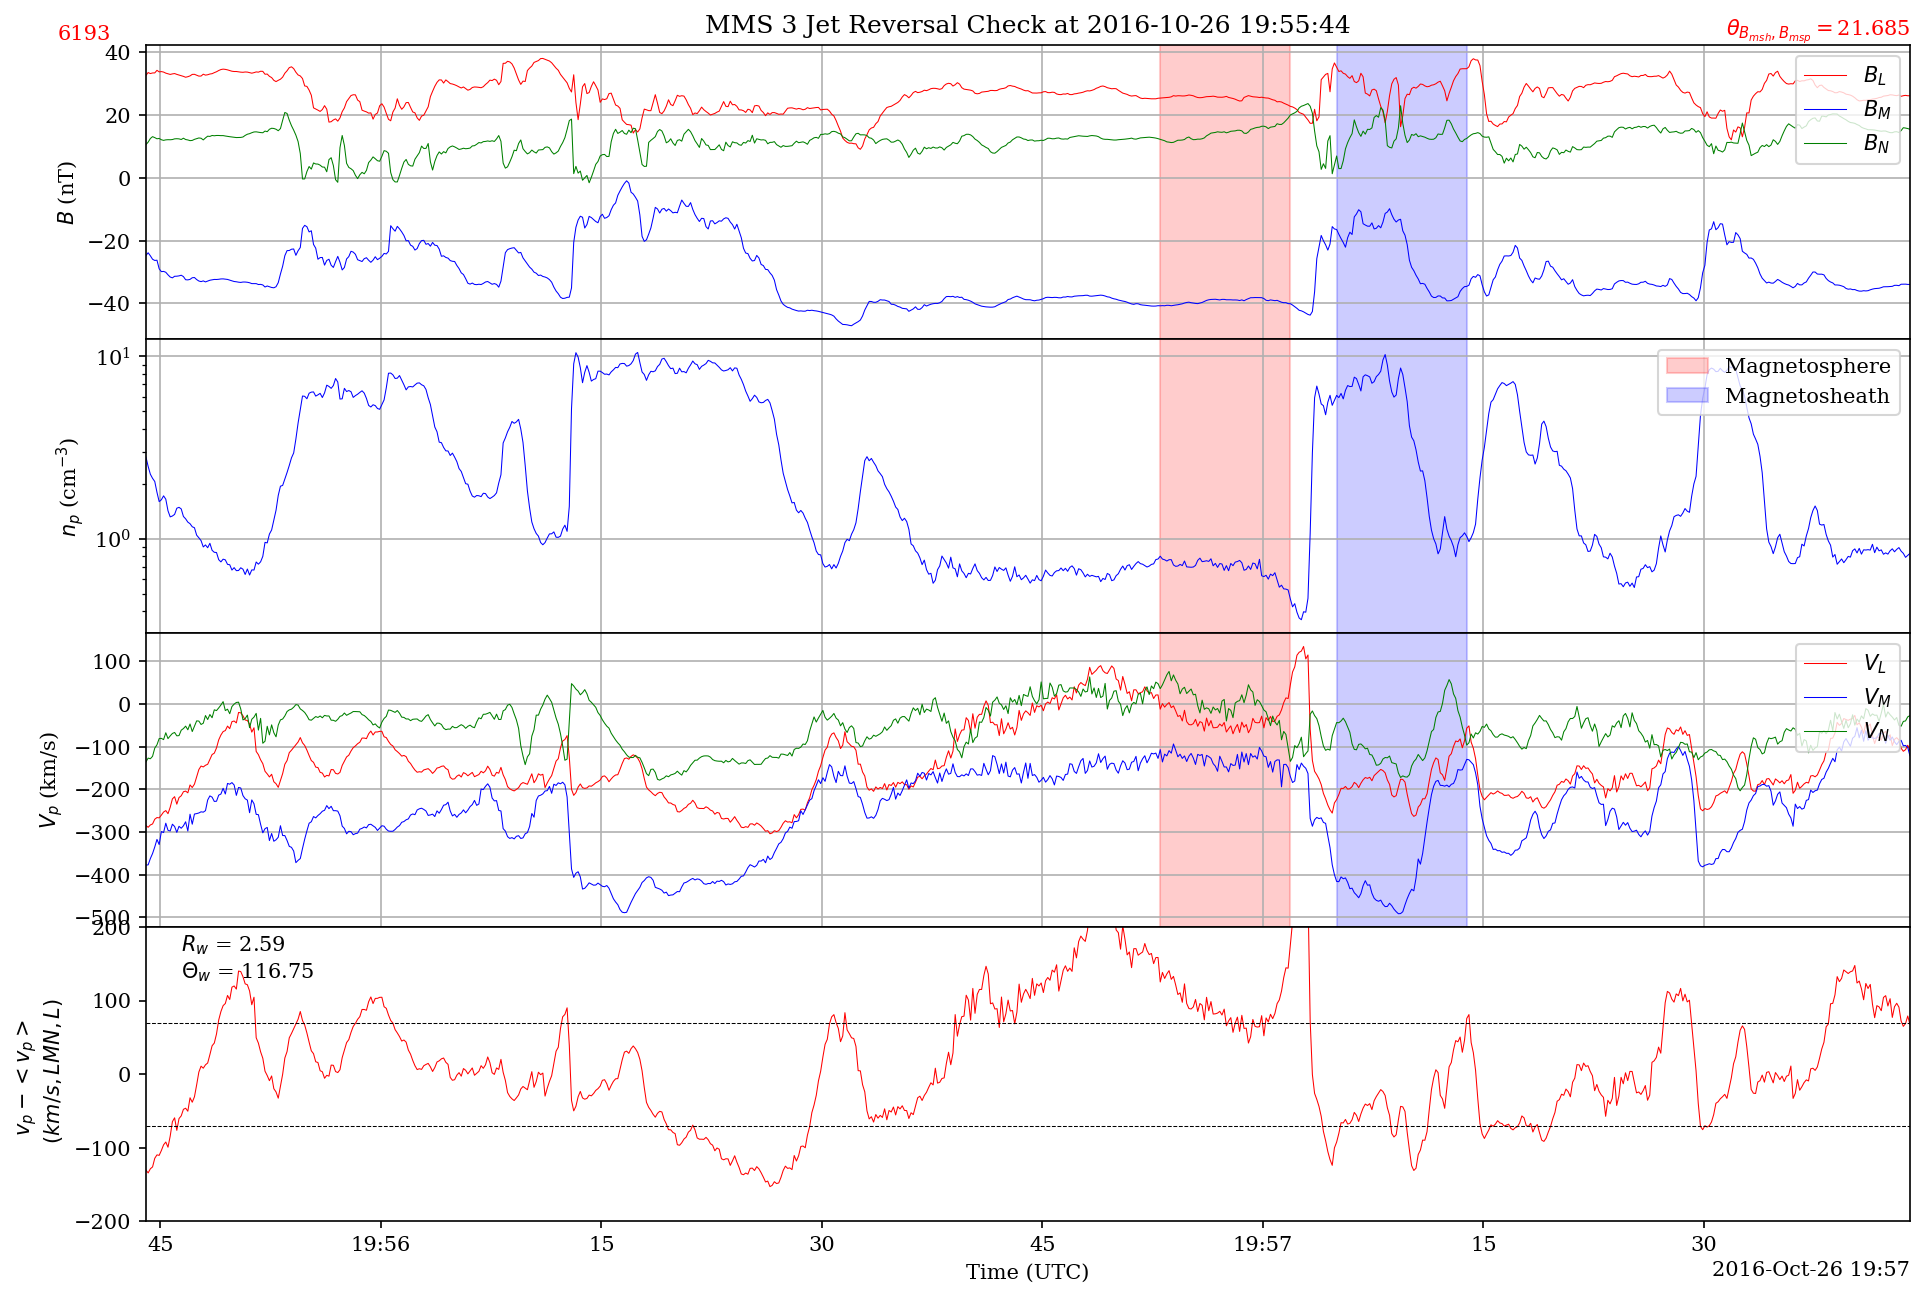 MMS 3 Jet Reversal Check at 2016-10-26 19:55:44
6193
θ_{B_{msh}, B_{msp}} = 21.685
40
20
0
−20
−40
B (nT)
B_L
B_M
B_N
10^1
10^0
n_p (cm^{−3})
Magnetosphere
Magnetosheath
100
0
−100
−200
−300
−400
−500
V_p (km/s)
V_L
V_M
V_N
200
100
0
−100
−200
v_p − < v_p >
(km/s, LMN, L)
R_w = 2.59
Θ_w = 116.75
45
19:56
15
30
45
19:57
15
30
Time (UTC)
2016-Oct-26 19:57